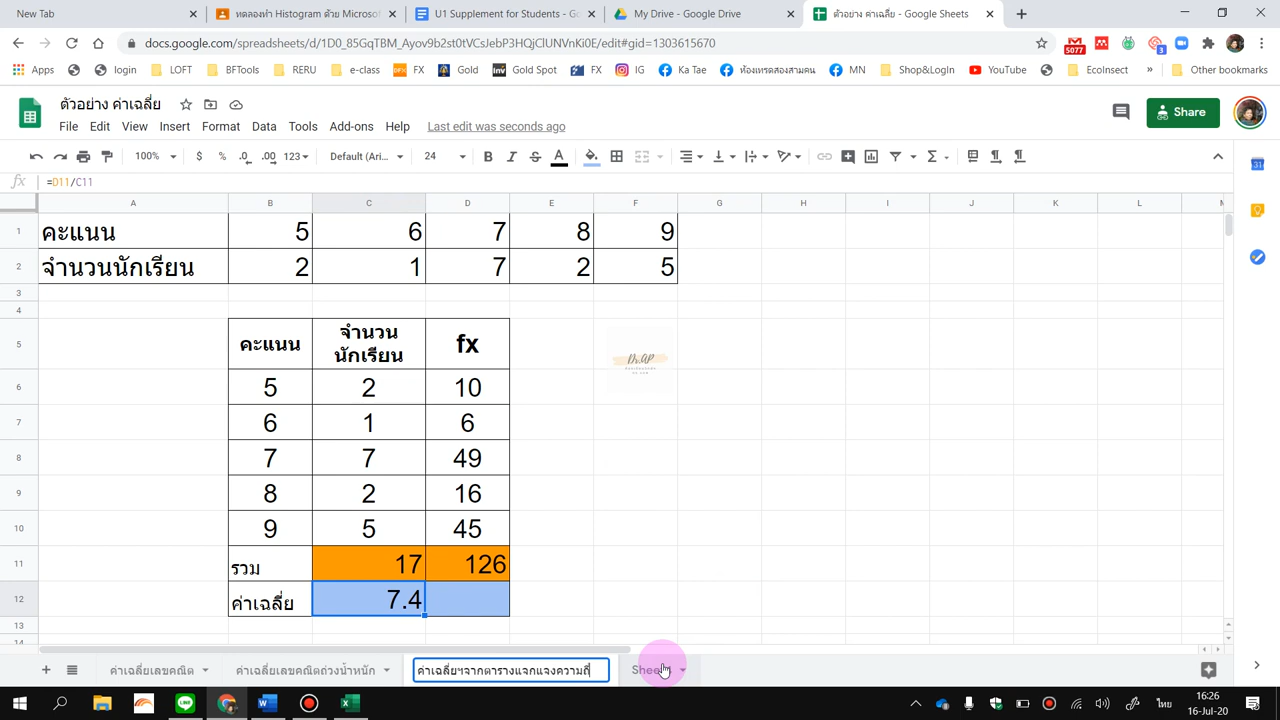 New Tab
ทดลองทำ Histogram ด้วย Microsof
U1 Supplement for Students - Go
My Drive - Google Drive
ตัวอย่าง ค่าเฉลี่ย - Google Sheets
docs.google.com/spreadsheets/d/1D0_85GqTBM_Ayov9b2st0tVCtJebP3HQjCIUNVnKi0E/edit#gid=1303615670
5077
3
Apps
login
LOFT
BFTools
RERU
e-class
FX
Gold
Gold Spot
FX
IG
Ka Tae
ห้องเทรดสองสามคน
MN
Shop&LogIn
YouTube
EcoInsect
»
Other bookmarks
ตัวอย่าง ค่าเฉลี่ย
File Edit View Insert Format Data Tools Add-ons Help
Last edit was seconds ago
Share
100% $ % .0 .00 123 Default (Ari... 24 B I S A
fx =D11/C11
A B C D E F G H I J K L M
1 คะแนน 5 6 7 8 9
2 จำนวนนักเรียน 2 1 7 2 5
3
4
5 คะแนน จำนวน นักเรียน fx
6 5 2 10
7 6 1 6
8 7 7 49
9 8 2 16
10 9 5 45
11 รวม 17 126
12 ค่าเฉลี่ย 7.4
13
14
Dr.AP
ค่าเฉลี่ยเลขคณิต
ค่าเฉลี่ยเลขคณิตถ่วงน้ำหนัก
ค่าเฉลี่ยฯจากตารางแจกแจงความถี่
ไทย
16:26
16-Jul-20